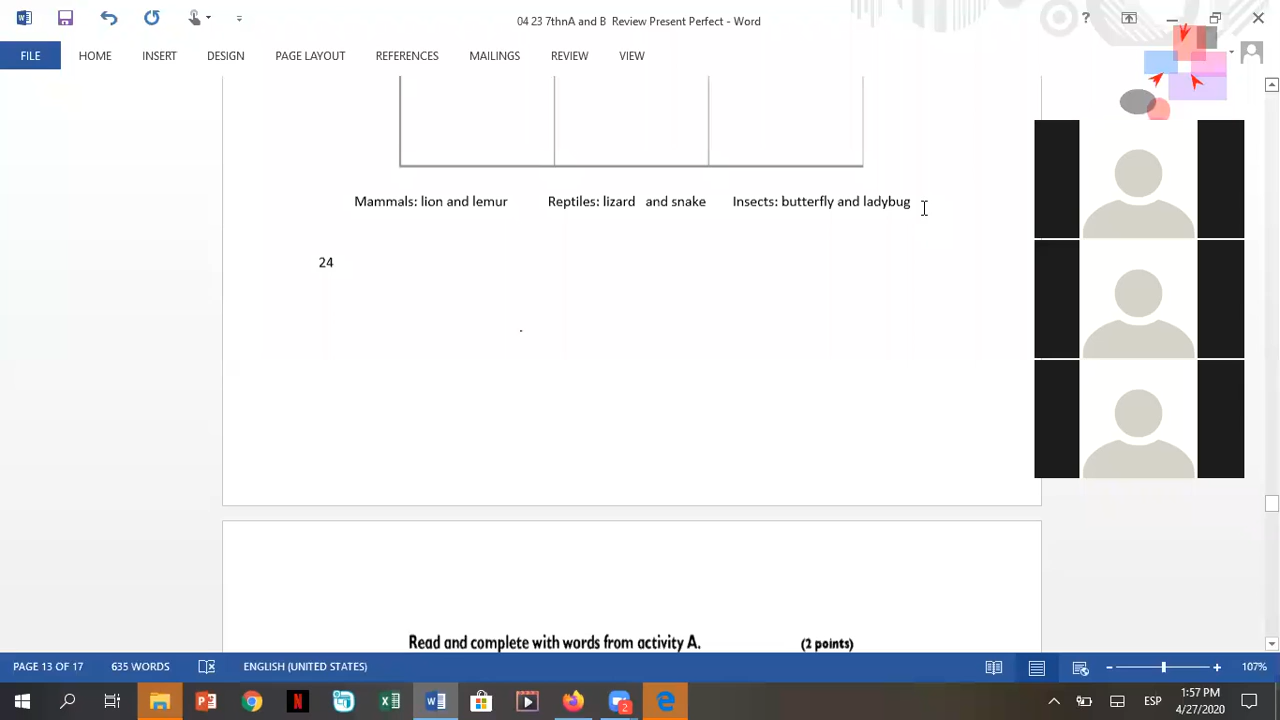 04 23 7thnA and B Review Present Perfect - Word
?
FILE HOME INSERT DESIGN PAGE LAYOUT REFERENCES MAILINGS REVIEW VIEW
Mammals: lion and lemur Reptiles: lizard and snake Insects: butterfly and ladybug
24
.
Read and complete with words from activity A. (2 points)
PAGE 13 OF 17 635 WORDS ENGLISH (UNITED STATES) 107%
2
ESP
1:57 PM
4/27/2020